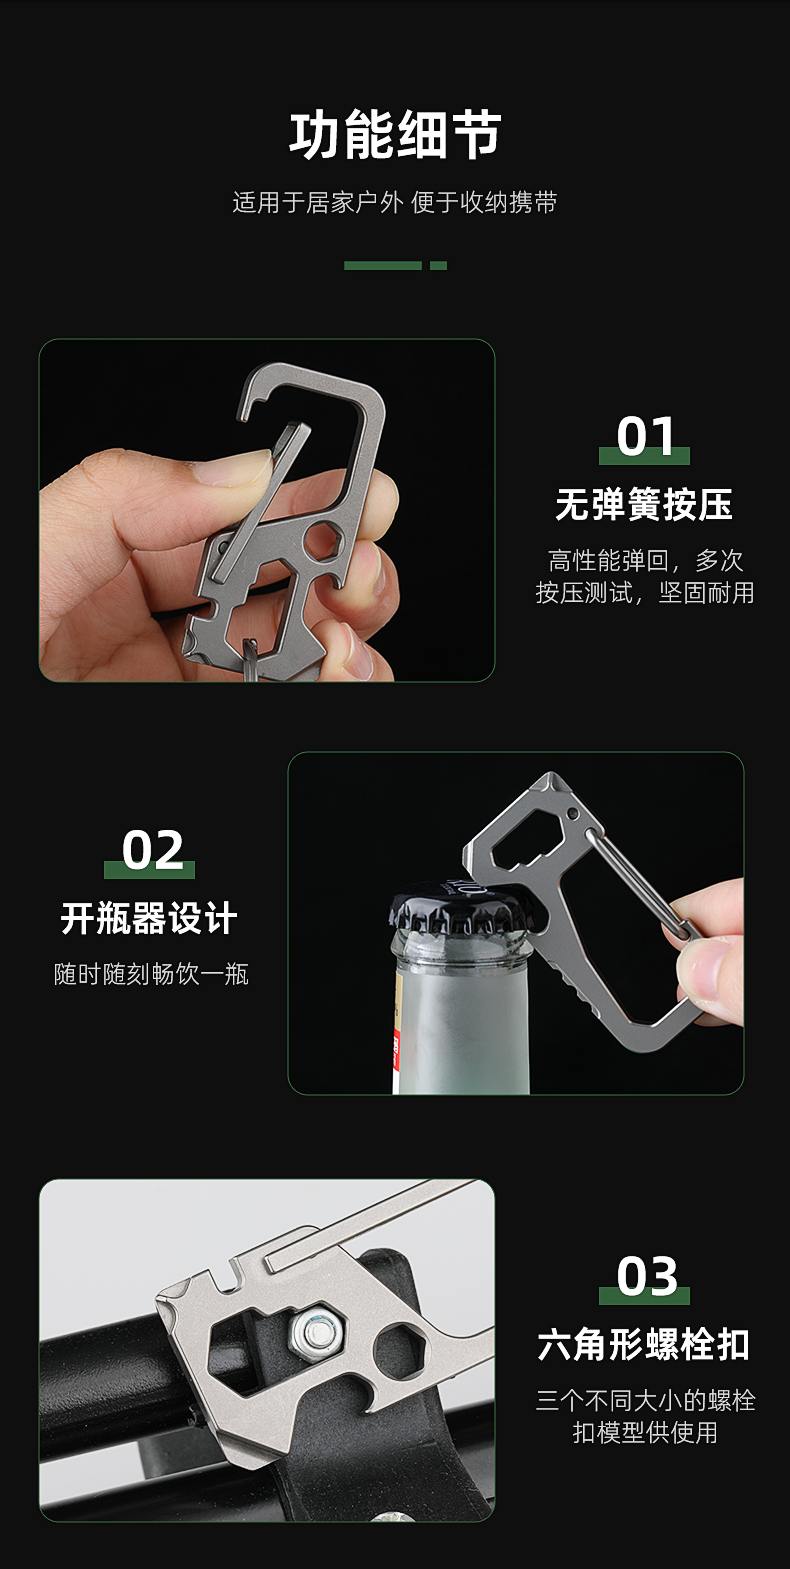 功能细节
适用于居家户外 便于收纳携带
01
无弹簧按压
高性能弹回，多次
按压测试，坚固耐用
02
开瓶器设计
随时随刻畅饮一瓶
03
六角形螺栓扣
三个不同大小的螺栓
扣模型供使用